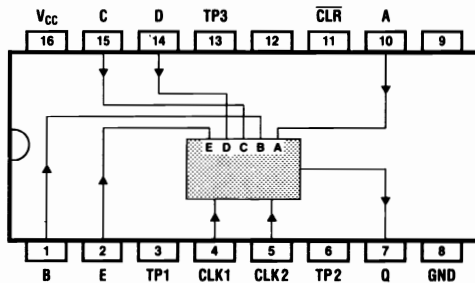 VCC C D TP3 CLR A
16 15 14 13 12 11 10 9
E D C B A
1 2 3 4 5 6 7 8
B E TP1 CLK1 CLK2 TP2 Q GND